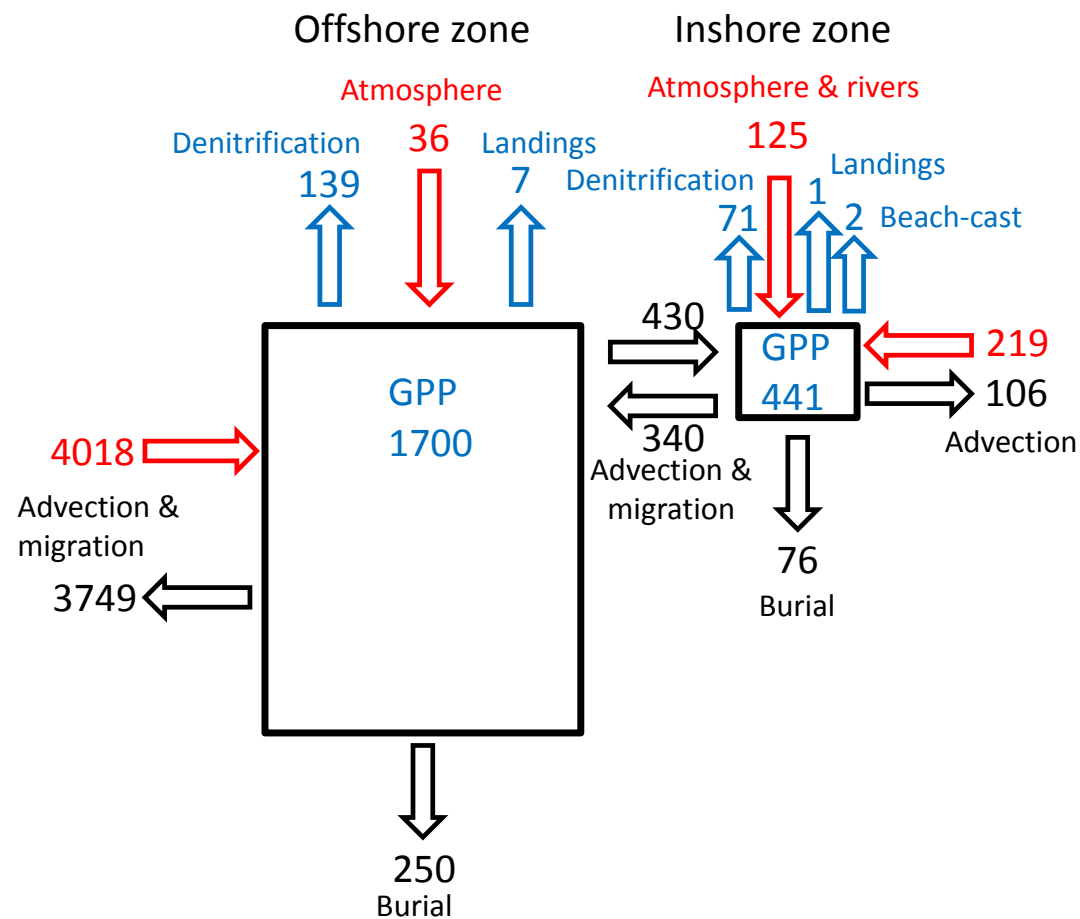 Offshore zone
Inshore zone
Atmosphere
36
Denitrification
139
Landings
7
Atmosphere & rivers
125
Denitrification
71
Landings
1
2
Beach-cast
430
GPP
441
219
106
Advection
340
Advection &
migration
GPP
1700
4018
Advection &
migration
3749
76
Burial
250
Burial